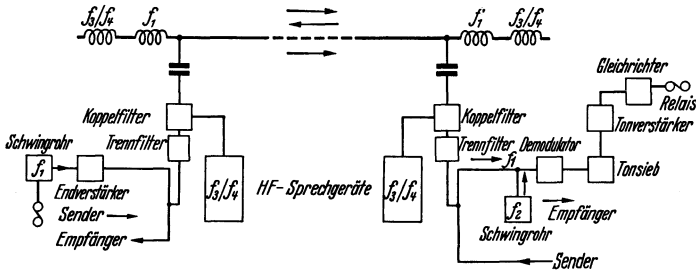 f3/f4 f1 f1 f3/f4
Gleichrichter
Relais
Koppelfilter Koppelfilter Tonverstärker
Schwingrohr Trennfilter Trennfilter Demodulator
f1 f1 Tonsieb
Endverstärker f3/f4 HF-Sprechgeräte f3/f4
Sender f2 Empfänger
Empfänger Schwingrohr
Sender